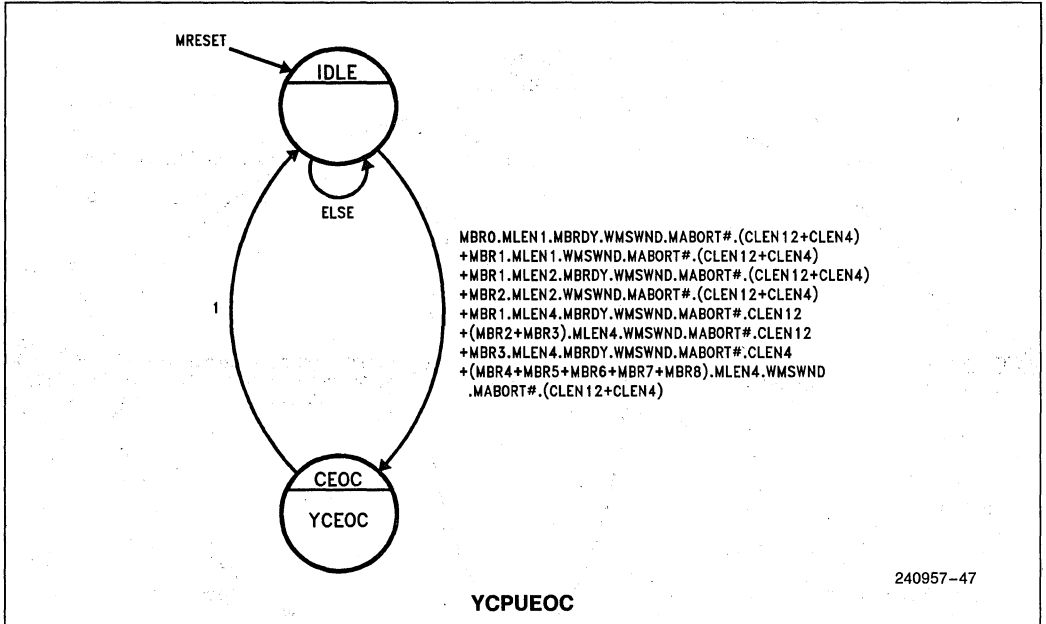 MRESET
IDLE
ELSE
MBR0.MLEN1.MBRDY.WMSWND.MABORT#.(CLEN12+CLEN4)
+MBR1.MLEN1.WMSWND.MABORT#.(CLEN12+CLEN4)
+MBR1.MLEN2.MBRDY.WMSWND.MABORT#.(CLEN12+CLEN4)
+MBR2.MLEN2.WMSWND.MABORT#.(CLEN12+CLEN4)
+MBR1.MLEN4.MBRDY.WMSWND.MABORT#.CLEN12
+(MBR2+MBR3).MLEN4.WMSWND.MABORT#.CLEN12
+MBR3.MLEN4.MBRDY.WMSWND.MABORT#.CLEN4
+(MBR4+MBR5+MBR6+MBR7+MBR8).MLEN4.WMSWND
.MABORT#.(CLEN12+CLEN4)
1
CEOC
YCEOC
240957-47
YCPUEOC